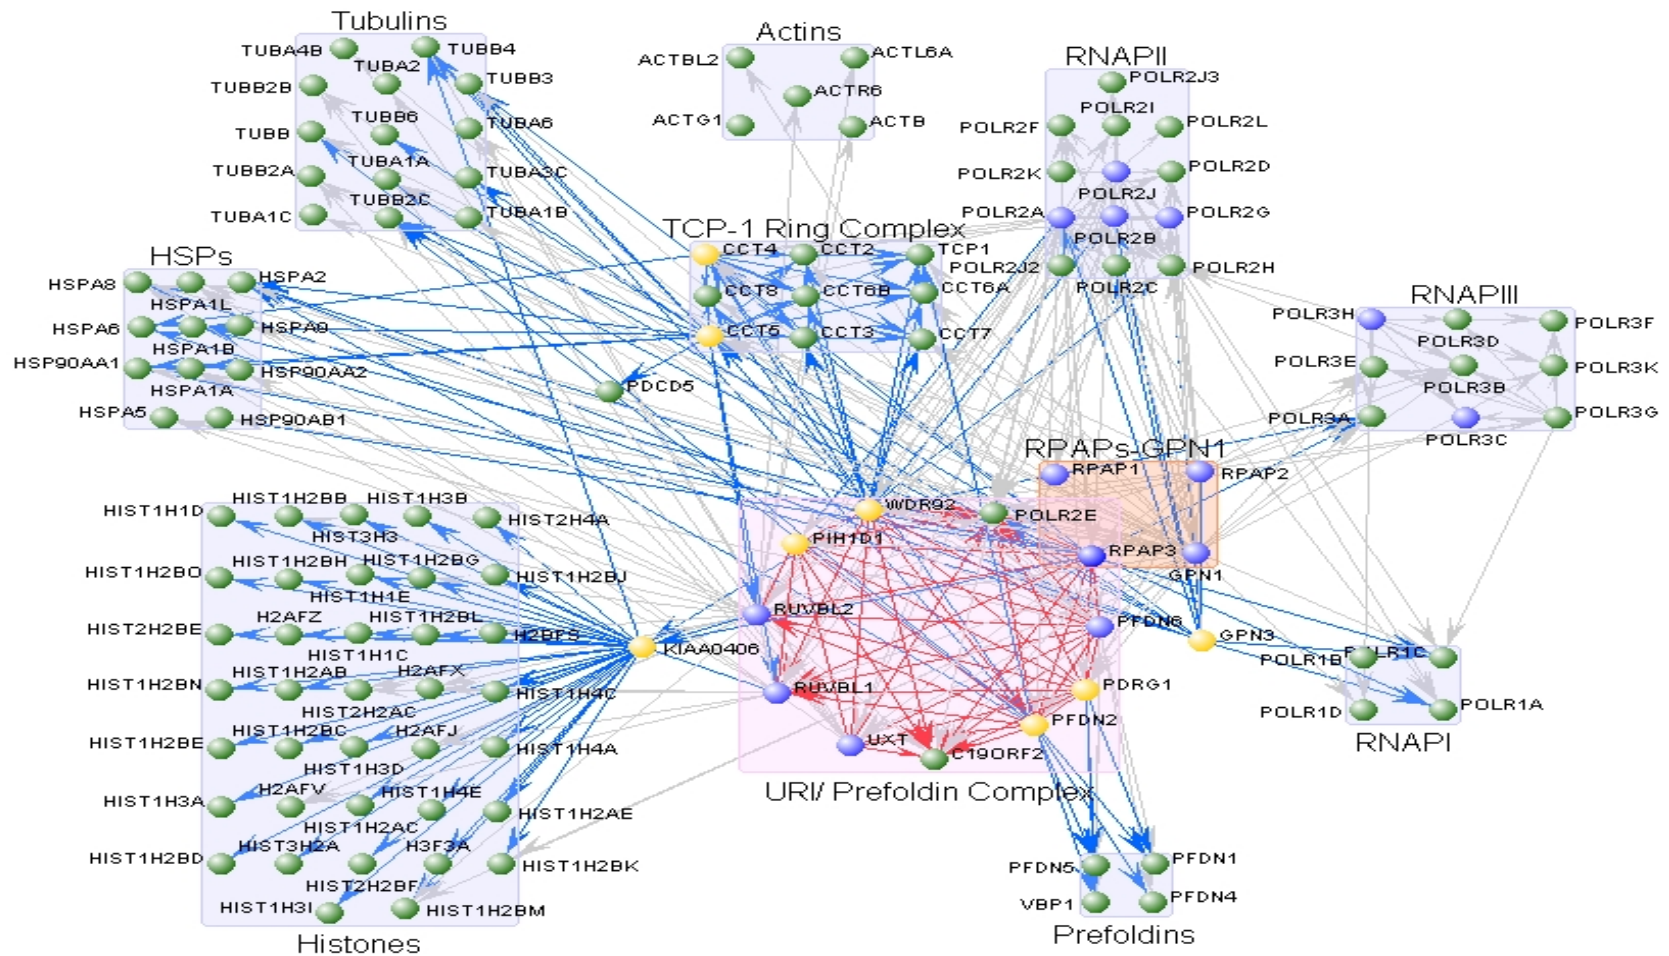 Tubulins
TUBA4B
TUBB4
TUBA2
TUBB3
TUBB2B
TUBB6
TUBA6
TUBB
TUBA1A
TUBB2A
TUBA3C
TUBB2C
TUBA1C
TUBA1B
Actins
ACTBL2
ACTL6A
ACTR6
ACTG1
ACTB
RNAPII
POLR2J3
POLR2I
POLR2F
POLR2L
POLR2K
POLR2D
POLR2J
POLR2A
POLR2G
POLR2B
POLR2J2
POLR2H
POLR2C
TCP-1 Ring Complex
CCT4
CCT2
TCP1
CCT8
CCT6B
CCT6A
CCT5
CCT3
CCT7
HSPs
HSPA8
HSPA2
HSPA1L
HSPA6
HSPA9
HSPA1B
HSP90AA1
HSP90AA2
HSPA1A
HSPA5
HSP90AB1
PDCD5
RNAPIII
POLR3H
POLR3F
POLR3D
POLR3E
POLR3K
POLR3B
POLR3A
POLR3G
POLR3C
RPAPs-GPN1
RPAP1
RPAP2
RPAP3
GPN1
GPN3
WDR92
POLR2E
PIH1D1
RUVBL2
PFDN6
KIAA0406
RUVBL1
PDRG1
PFDN2
UXT
C19ORF2
URI/ Prefoldin Complex
POLR1B
POLR1C
POLR1D
POLR1A
RNAPI
HIST1H2BB
HIST1H3B
HIST1H1D
HIST3H3
HIST2H4A
HIST1H2BH
HIST1H2BG
HIST1H2BO
HIST1H2BJ
HIST1H1E
H2AFZ
HIST1H2BL
HIST2H2BE
H2BFS
HIST1H1C
HIST1H2AB
H2AFX
HIST1H2BN
HIST1H4C
HIST2H2AC
HIST1H2BC
H2AFJ
HIST1H2BE
HIST1H4A
HIST1H3D
H2AFV
HIST1H4E
HIST1H3A
HIST1H2AE
HIST1H2AC
HIST3H2A
H3F3A
HIST1H2BD
HIST1H2BK
HIST2H2BF
HIST1H3I
HIST1H2BM
Histones
PFDN5
PFDN1
VBP1
PFDN4
Prefoldins